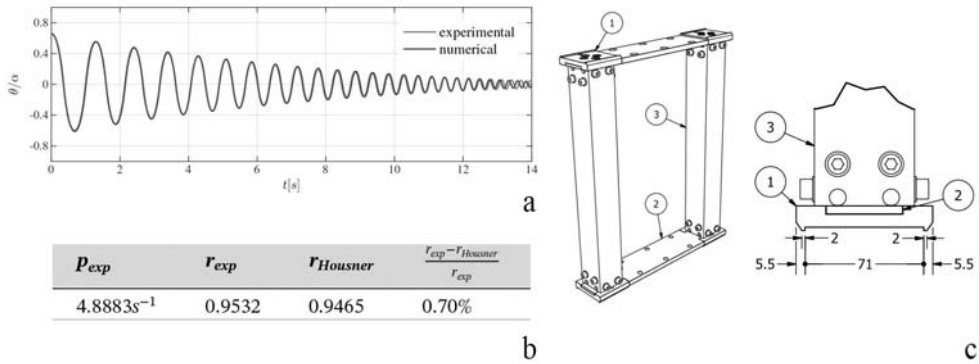 0.8
0.4
0
-0.4
-0.8
θ/α
experimental
numerical
0 2 4 6 8 10 12 14
t[s]
a
p_exp r_exp r_Housner (r_exp−r_Housner)/r_exp
4.8883s⁻¹ 0.9532 0.9465 0.70%
b
1
3
2
3
1
2
2 2
5.5 71 5.5
c